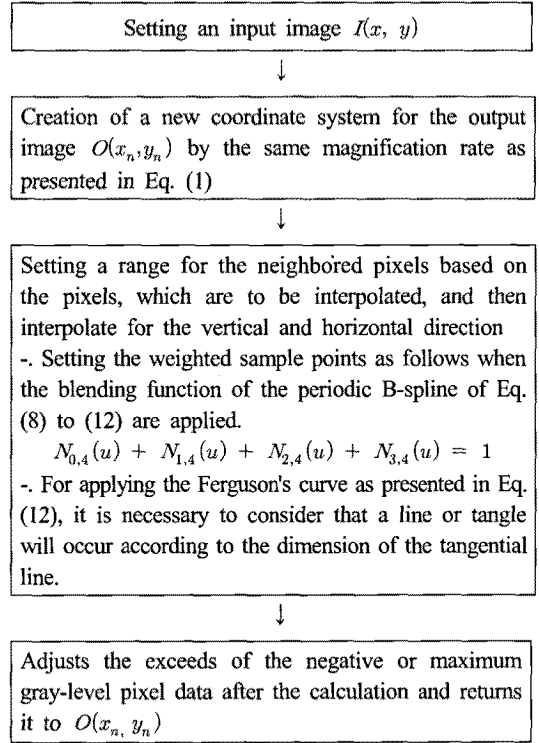 Setting an input image I(x, y)
↓
Creation of a new coordinate system for the output
image O(xₙ,yₙ) by the same magnification rate as
presented in Eq. (1)
↓
Setting a range for the neighbored pixels based on
the pixels, which are to be interpolated, and then
interpolate for the vertical and horizontal direction
-. Setting the weighted sample points as follows when
the blending function of the periodic B-spline of Eq.
(8) to (12) are applied.
N₀,₄(u) + N₁,₄(u) + N₂,₄(u) + N₃,₄(u) = 1
-. For applying the Ferguson's curve as presented in Eq.
(12), it is necessary to consider that a line or tangle
will occur according to the dimension of the tangential
line.
↓
Adjusts the exceeds of the negative or maximum
gray-level pixel data after the calculation and returns
it to O(xₙ, yₙ)